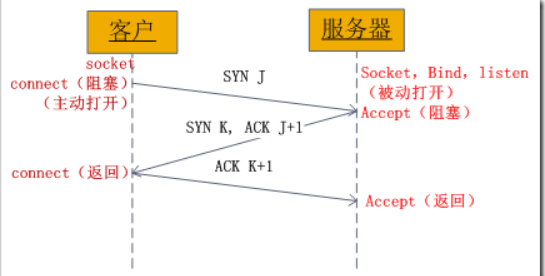 客户
服务器
socket
connect（阻塞）
（主动打开）
SYN J
Socket, Bind, listen
（被动打开）
Accept（阻塞）
SYN K, ACK J+1
connect（返回）
ACK K+1
Accept（返回）